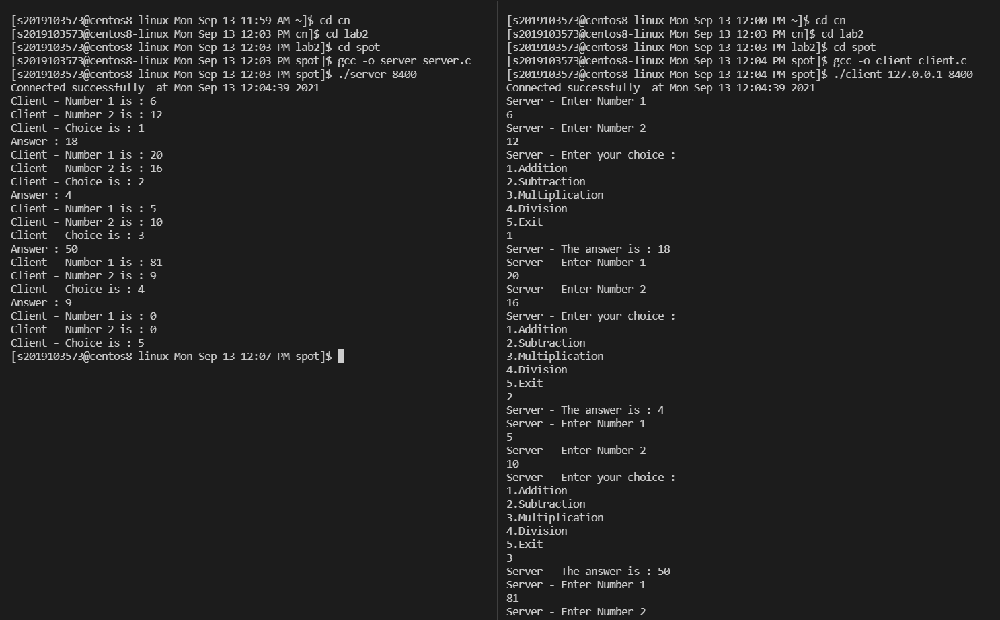 [s2019103573@centos8-linux Mon Sep 13 11:59 AM ~]$ cd cn
[s2019103573@centos8-linux Mon Sep 13 12:03 PM cn]$ cd lab2
[s2019103573@centos8-linux Mon Sep 13 12:03 PM lab2]$ cd spot
[s2019103573@centos8-linux Mon Sep 13 12:03 PM spot]$ gcc -o server server.c
[s2019103573@centos8-linux Mon Sep 13 12:03 PM spot]$ ./server 8400
Connected successfully  at Mon Sep 13 12:04:39 2021
Client - Number 1 is : 6
Client - Number 2 is : 12
Client - Choice is : 1
Answer : 18
Client - Number 1 is : 20
Client - Number 2 is : 16
Client - Choice is : 2
Answer : 4
Client - Number 1 is : 5
Client - Number 2 is : 10
Client - Choice is : 3
Answer : 50
Client - Number 1 is : 81
Client - Number 2 is : 9
Client - Choice is : 4
Answer : 9
Client - Number 1 is : 0
Client - Number 2 is : 0
Client - Choice is : 5
[s2019103573@centos8-linux Mon Sep 13 12:07 PM spot]$
[s2019103573@centos8-linux Mon Sep 13 12:00 PM ~]$ cd cn
[s2019103573@centos8-linux Mon Sep 13 12:03 PM cn]$ cd lab2
[s2019103573@centos8-linux Mon Sep 13 12:03 PM lab2]$ cd spot
[s2019103573@centos8-linux Mon Sep 13 12:04 PM spot]$ gcc -o client client.c
[s2019103573@centos8-linux Mon Sep 13 12:04 PM spot]$ ./client 127.0.0.1 8400
Connected successfully  at Mon Sep 13 12:04:39 2021
Server - Enter Number 1
6
Server - Enter Number 2
12
Server - Enter your choice :
1.Addition
2.Subtraction
3.Multiplication
4.Division
5.Exit
1
Server - The answer is : 18
Server - Enter Number 1
20
Server - Enter Number 2
16
Server - Enter your choice :
1.Addition
2.Subtraction
3.Multiplication
4.Division
5.Exit
2
Server - The answer is : 4
Server - Enter Number 1
5
Server - Enter Number 2
10
Server - Enter your choice :
1.Addition
2.Subtraction
3.Multiplication
4.Division
5.Exit
3
Server - The answer is : 50
Server - Enter Number 1
81
Server - Enter Number 2